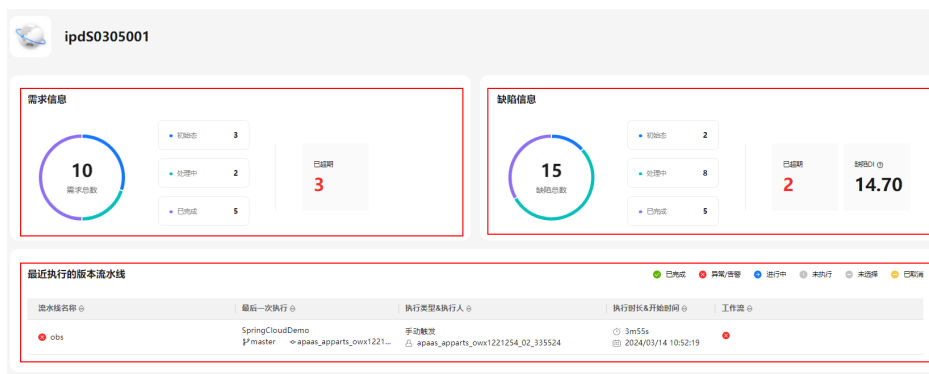 ipdS0305001
需求信息
10
需求总数
初始态 3
处理中 2
已完成 5
已超期
3
缺陷信息
15
缺陷总数
初始态 2
处理中 8
已完成 5
已超期
2
缺陷DI
14.70
最近执行的版本流水线
已完成 异常/告警 进行中 未执行 未选择 已取消
流水线名称 最后一次执行 执行类型&执行人 执行时长&开始时间 工作流
obs
SpringCloudDemo
master apaas_apparts_owx1221...
手动触发
apaas_apparts_owx1221254_02_335524
3m55s
2024/03/14 10:52:19